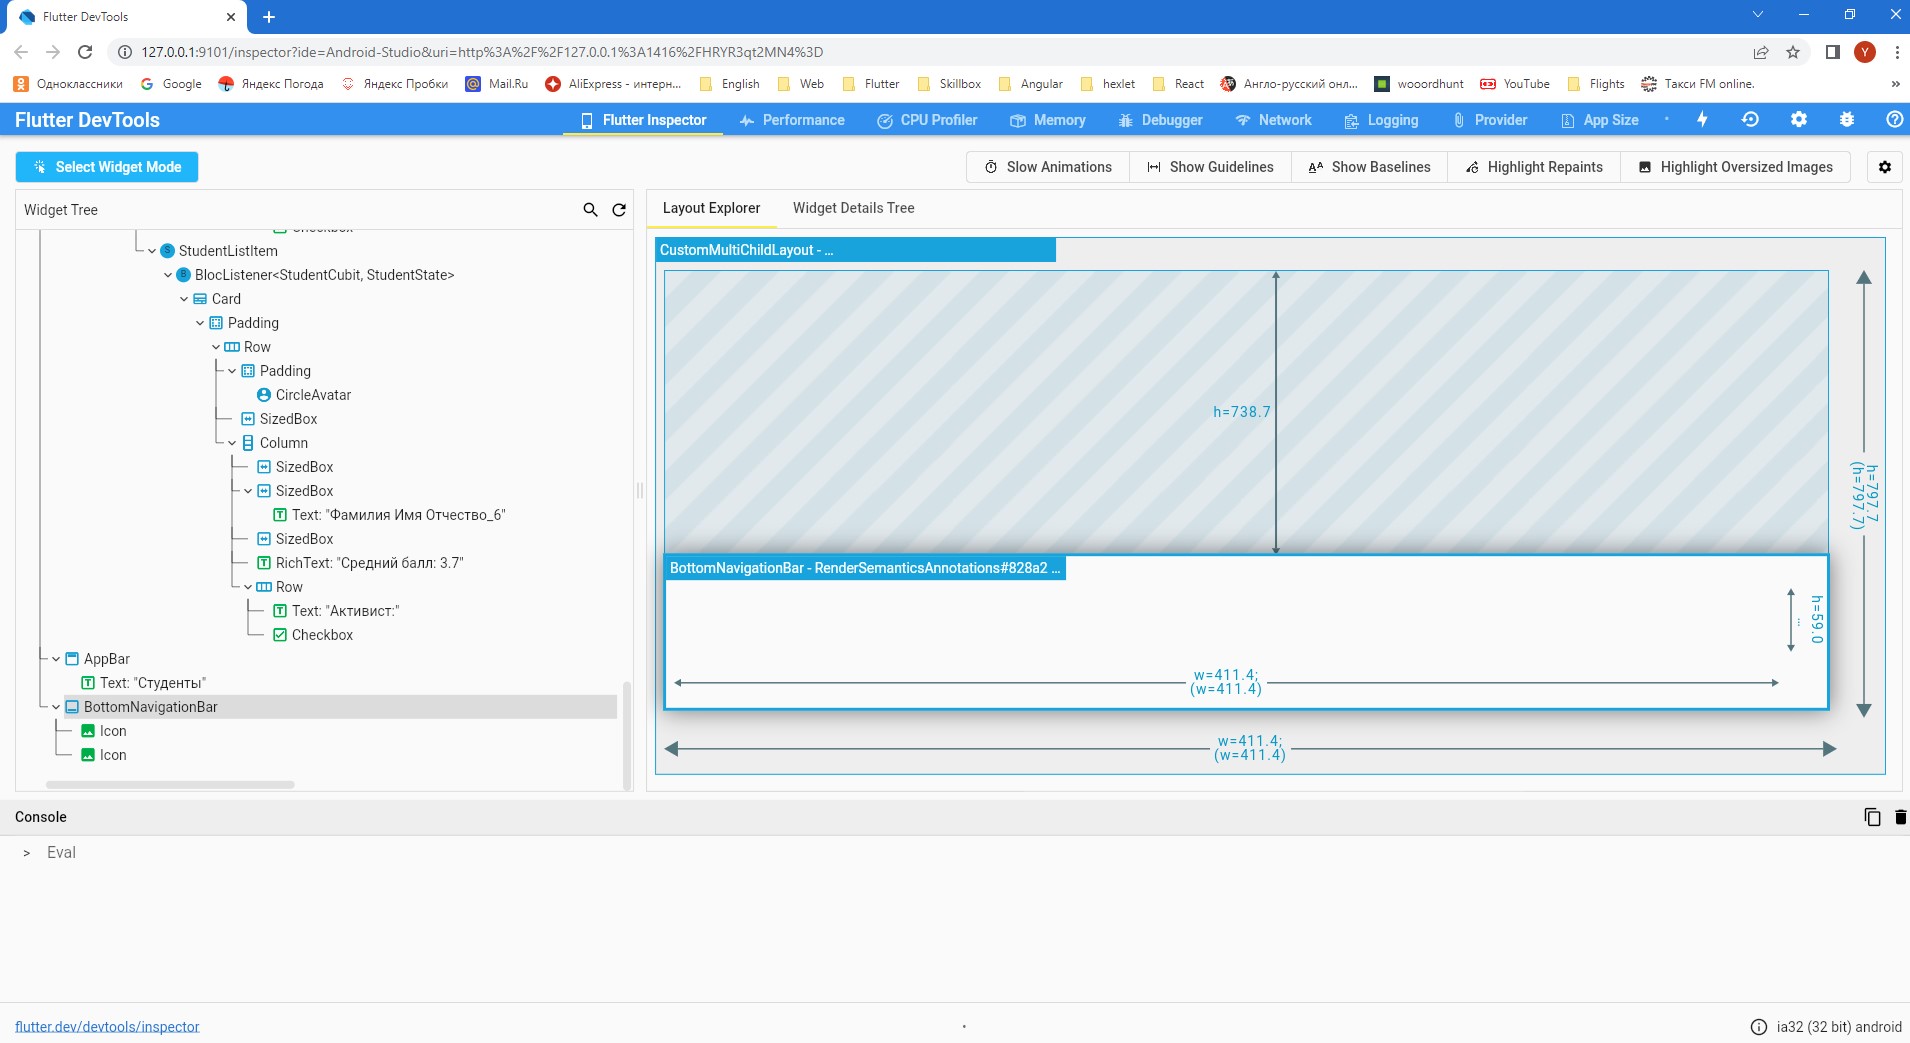 Flutter DevTools
127.0.0.1:9101/inspector?ide=Android-Studio&uri=http%3A%2F%2F127.0.0.1%3A1416%2FHRYR3qt2MN4%3D
Y
Одноклассники Google Яндекс Погода Яндекс Пробки Mail.Ru AliExpress - интерн... English Web Flutter Skillbox Angular hexlet React Англо-русский онл... wooordhunt YouTube Flights Такси FM online. »
Flutter DevTools Flutter Inspector Performance CPU Profiler Memory Debugger Network Logging Provider App Size
Select Widget Mode Slow Animations Show Guidelines Show Baselines Highlight Repaints Highlight Oversized Images
Widget Tree
Checkbox
StudentListItem
BlocListener<StudentCubit, StudentState>
Card
Padding
Row
Padding
CircleAvatar
SizedBox
Column
SizedBox
SizedBox
Text: "Фамилия Имя Отчество_6"
SizedBox
RichText: "Средний балл: 3.7"
Row
Text: "Активист:"
Checkbox
AppBar
Text: "Студенты"
BottomNavigationBar
Icon
Icon
Layout Explorer Widget Details Tree
CustomMultiChildLayout - ...
h=738.7
h=797.7
(h=797.7)
BottomNavigationBar - RenderSemanticsAnnotations#828a2 ...
h=59.0
...
w=411.4;
(w=411.4)
w=411.4;
(w=411.4)
Console
> Eval
flutter.dev/devtools/inspector
ia32 (32 bit) android